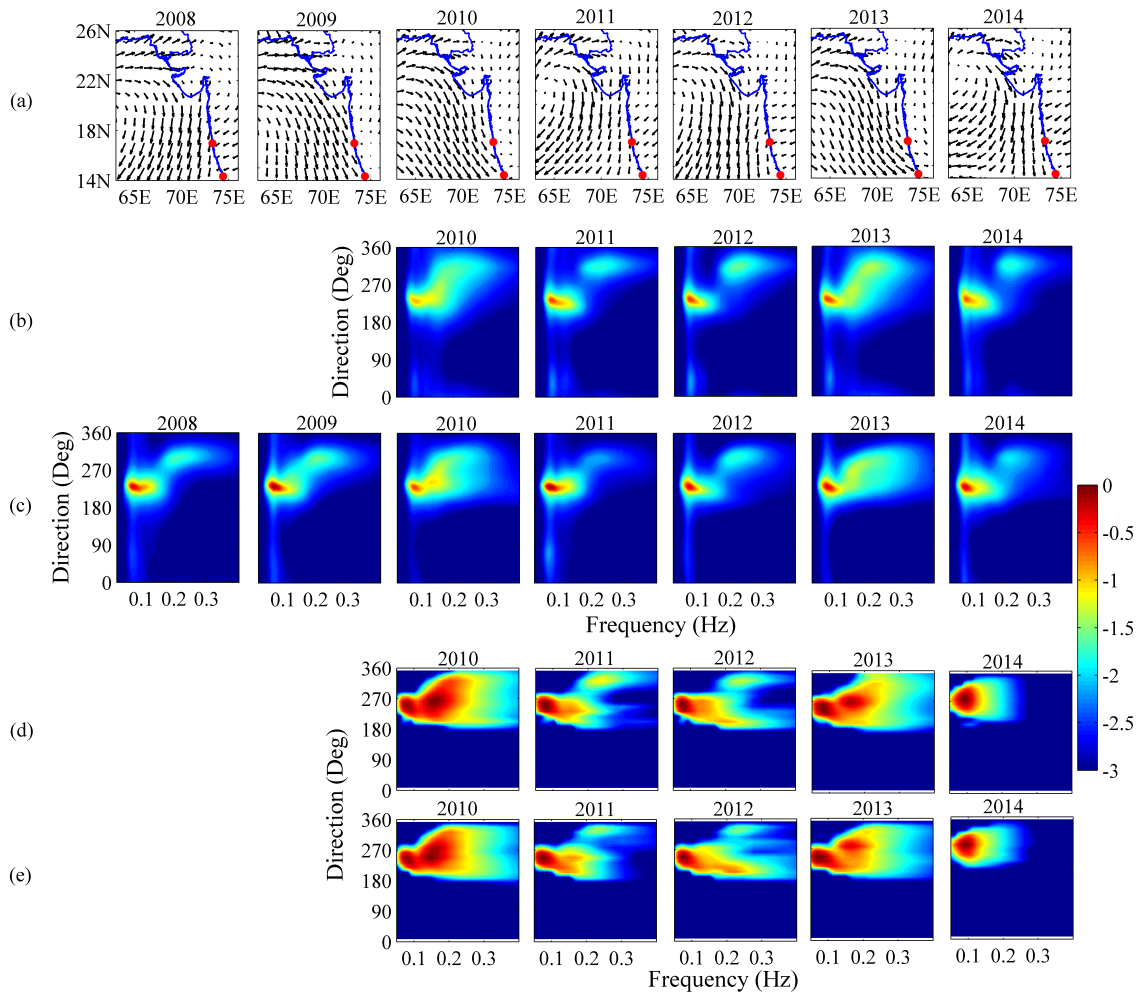 2008 2009 2010 2011 2012 2013 2014
26N
22N
(a)
18N
14N
65E 70E 75E 65E 70E 75E 65E 70E 75E 65E 70E 75E 65E 70E 75E 65E 70E 75E 65E 70E 75E
2010 2011 2012 2013 2014
360
270
(b)
180
90
0
Direction (Deg)
2008 2009 2010 2011 2012 2013 2014
360
270
(c)
180
90
0
Direction (Deg)
0.1 0.2 0.3 0.1 0.2 0.3 0.1 0.2 0.3 0.1 0.2 0.3 0.1 0.2 0.3 0.1 0.2 0.3 0.1 0.2 0.3
Frequency (Hz)
0
-0.5
-1
-1.5
-2
-2.5
-3
2010 2011 2012 2013 2014
360
270
(d)
180
90
0
Direction (Deg)
2010 2011 2012 2013 2014
360
270
(e)
180
90
0
0.1 0.2 0.3 0.1 0.2 0.3 0.1 0.2 0.3 0.1 0.2 0.3 0.1 0.2 0.3
Frequency (Hz)